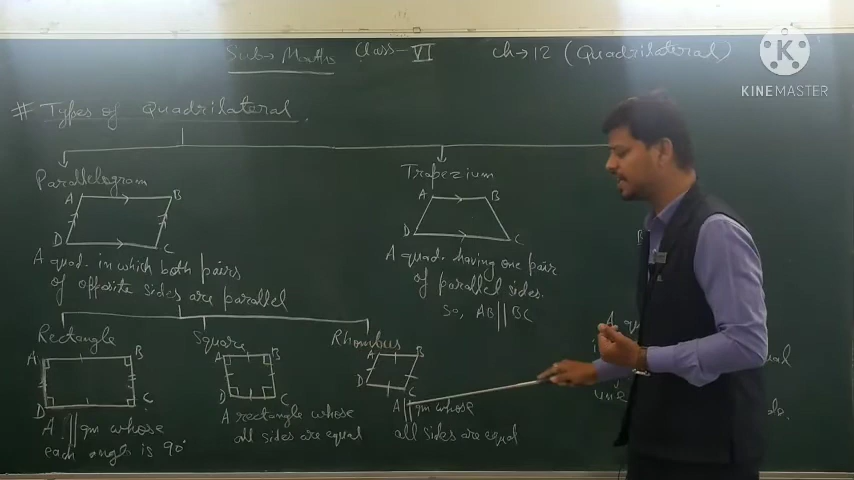 Sub:- Maths Class-VI ch→12 (Quadrilateral)
KINEMASTER
# Types of Quadrilateral.
Parallelogram
A B
D C
A quad. in which both pairs
of opposite sides are parallel
Trapezium
A B
D C
A quad. having one pair
of parallel sides.
So, AB || BC
Rectangle
A B
D C
A ||gm whose
each angle is 90°
Square
A B
D C
A rectangle whose
all sides are equal
Rhombus
A B
D C
A ||gm whose
all sides are equal
B
A qu